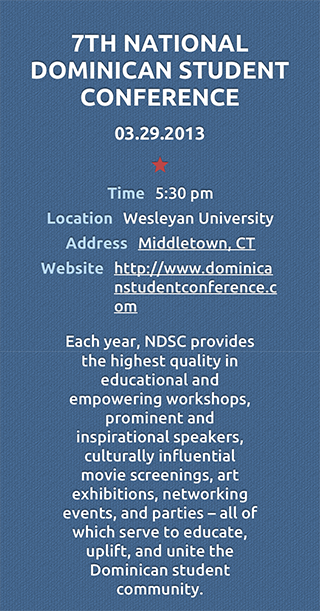 7TH NATIONAL
DOMINICAN STUDENT
CONFERENCE
03.29.2013
Time 5:30 pm
Location Wesleyan University
Address Middletown, CT
Website http://www.dominica
nstudentconference.c
om
Each year, NDSC provides
the highest quality in
educational and
empowering workshops,
prominent and
inspirational speakers,
culturally influential
movie screenings, art
exhibitions, networking
events, and parties – all of
which serve to educate,
uplift, and unite the
Dominican student
community.